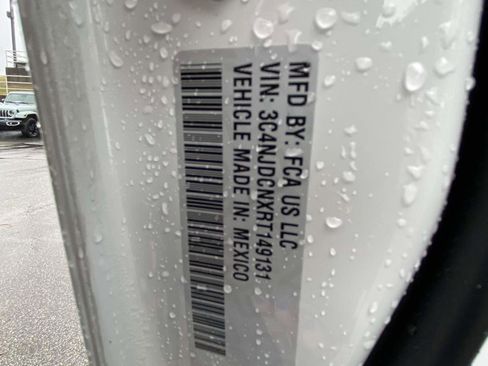 MFD BY: FCA US LLC
VIN: 3C4NJDCNXRT149131
VEHICLE MADE IN: MEXICO